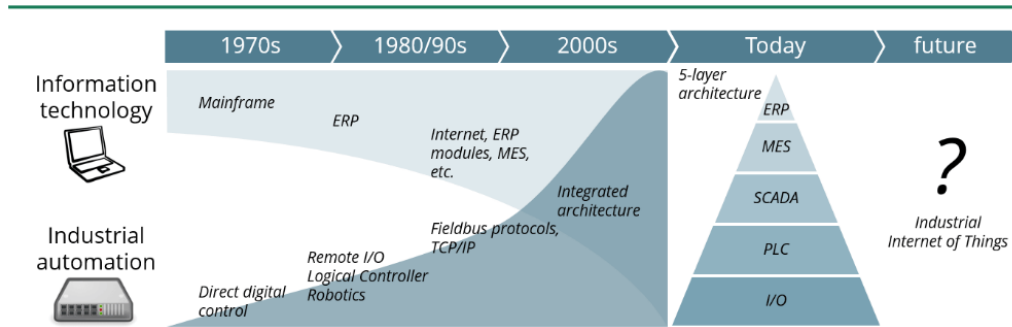 1970s
1980/90s
2000s
Today
future
Information
technology
Mainframe
ERP
Internet, ERP
modules, MES,
etc.
Integrated
architecture
5-layer
architecture
ERP
MES
SCADA
PLC
I/O
?
Industrial
Internet of Things
Industrial
automation
Direct digital
control
Remote I/O
Logical Controller
Robotics
Fieldbus protocols,
TCP/IP